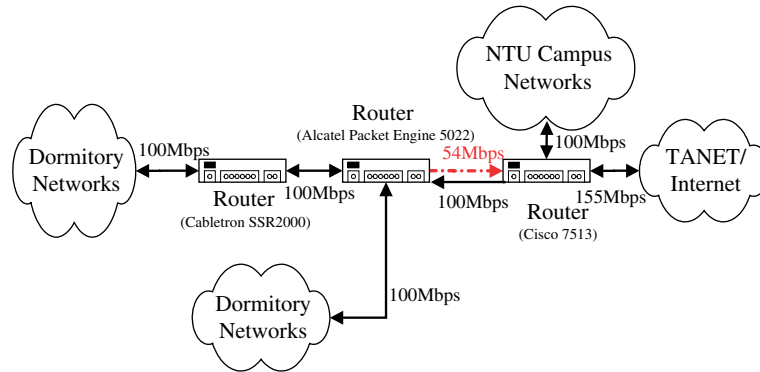 NTU Campus
Networks
Router
(Alcatel Packet Engine 5022)
100Mbps
54Mbps
100Mbps
Dormitory
Networks
TANET/
Internet
100Mbps
Router
(Cabletron SSR2000)
100Mbps
155Mbps
Router
(Cisco 7513)
100Mbps
Dormitory
Networks